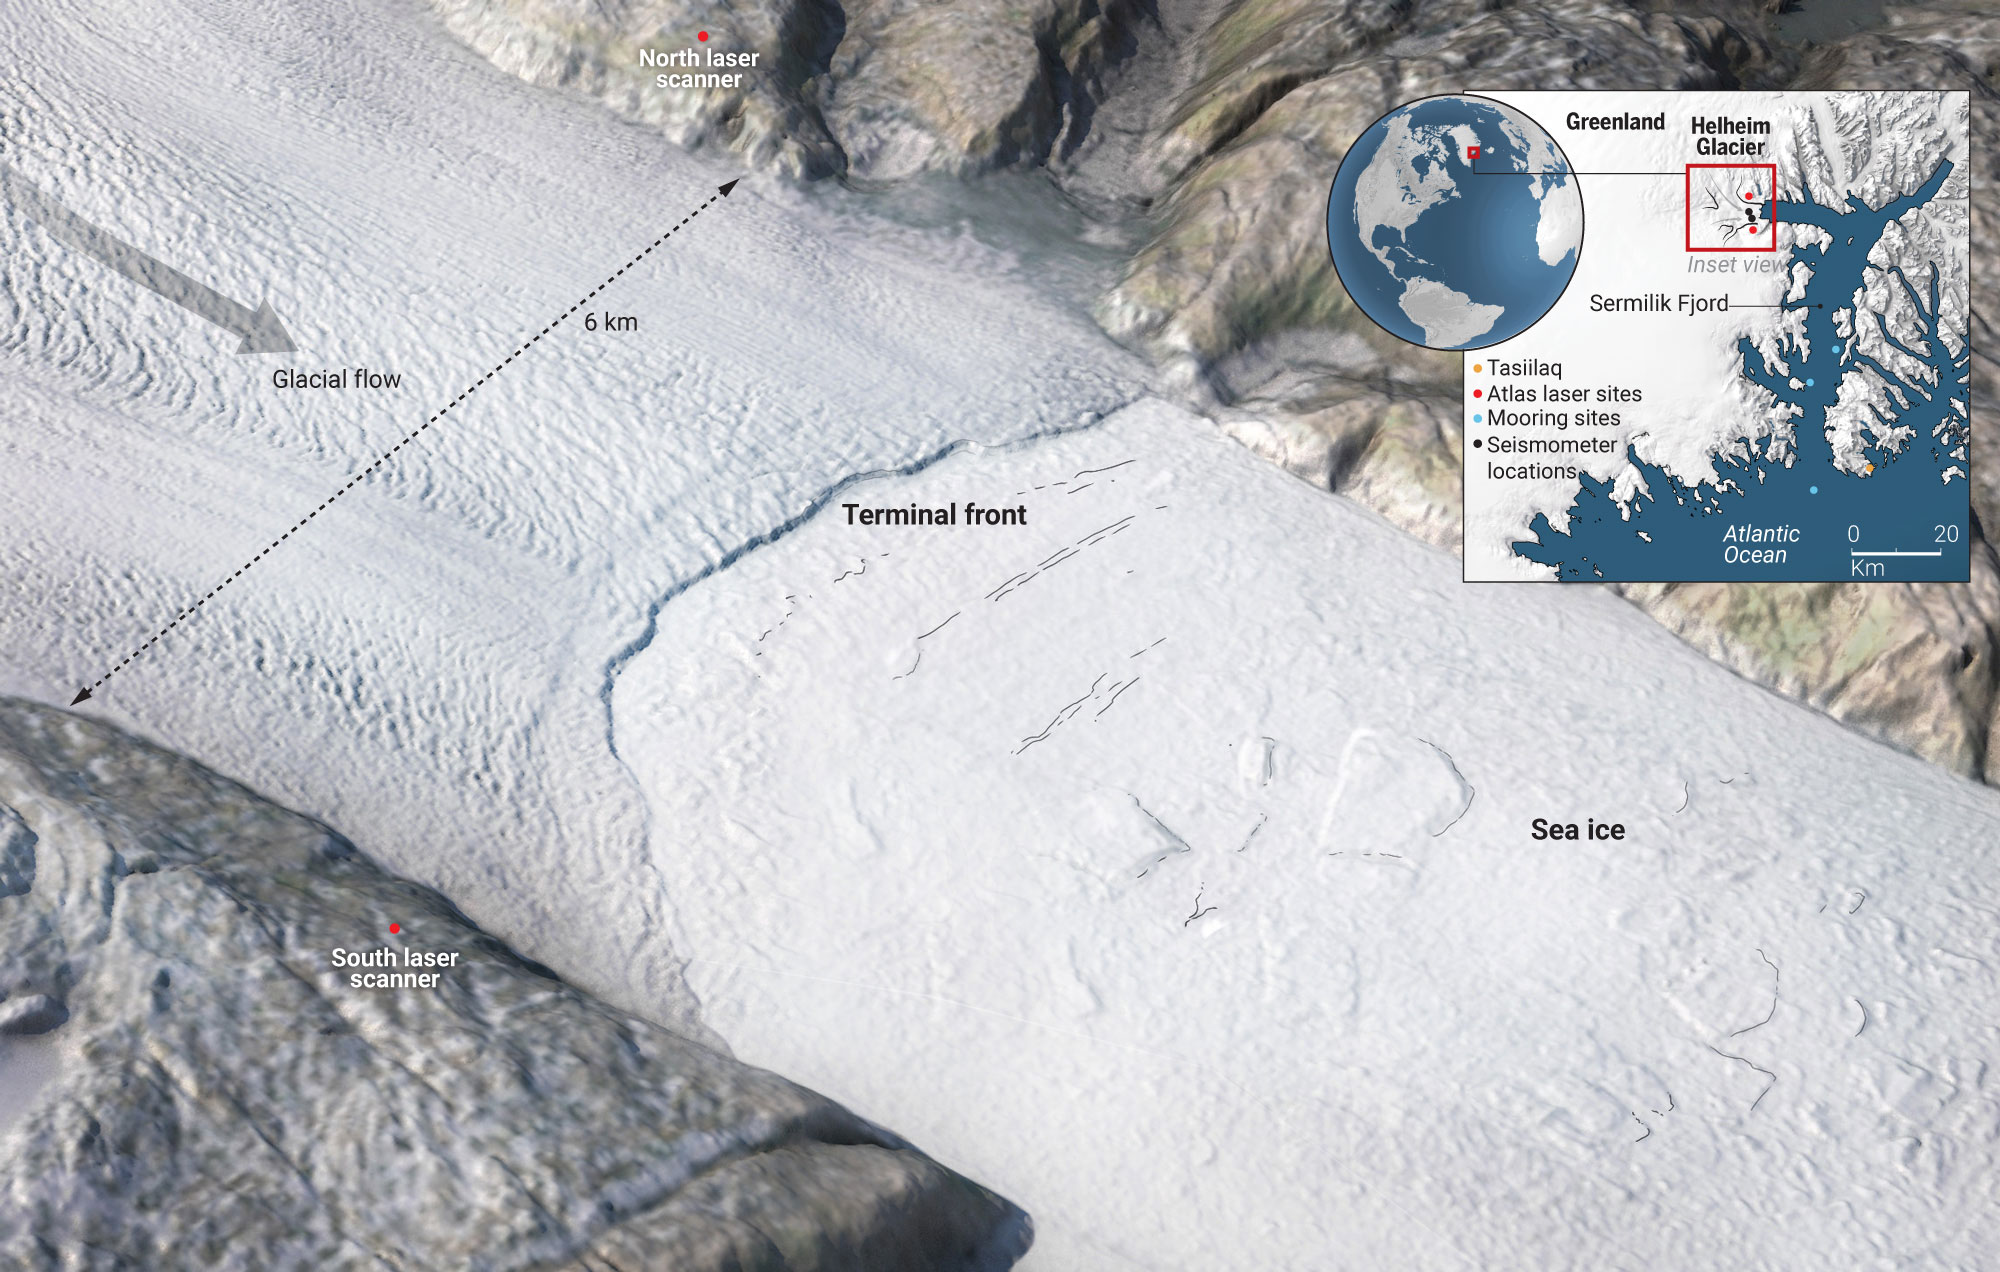 North laser
scanner
6 km
Glacial flow
Terminal front
Sea ice
South laser
scanner
Greenland
Helheim
Glacier
Inset view
Sermilik Fjord
Tasiilaq
Atlas laser sites
Mooring sites
Seismometer
locations
Atlantic
Ocean
0 20
Km